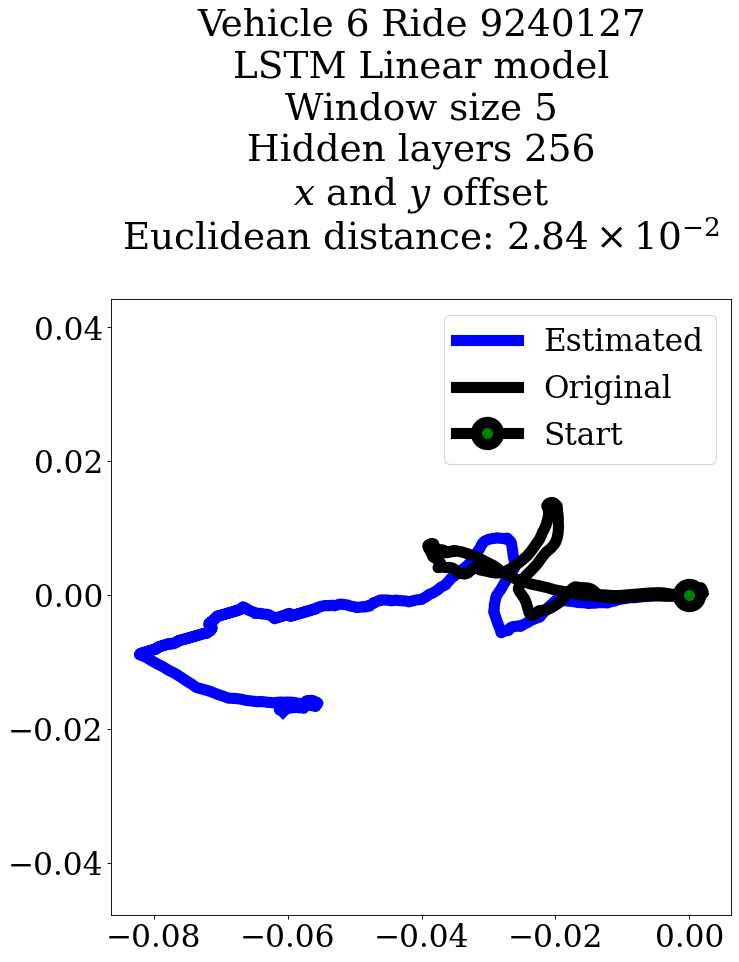 Vehicle 6 Ride 9240127
LSTM Linear model
Window size 5
Hidden layers 256
x and y offset
Euclidean distance: 2.84 × 10⁻²
Estimated
Original
Start
0.04
0.02
0.00
−0.02
−0.04
−0.08 −0.06 −0.04 −0.02 0.00